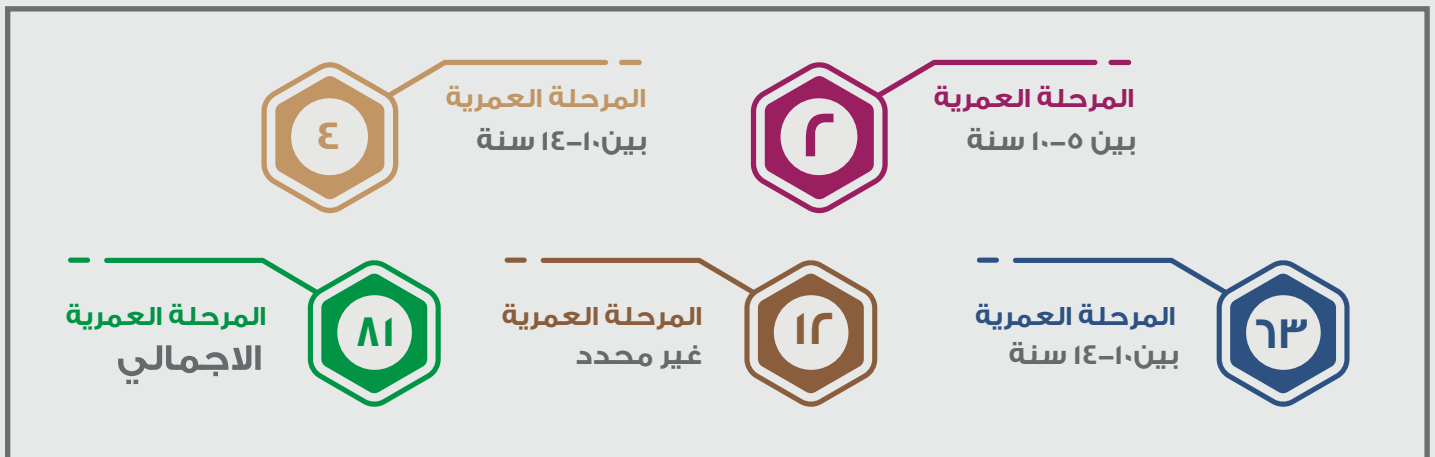 المرحلة العمرية
بين ٥-١٠ سنة
٢
المرحلة العمرية
بين١٠-١٤ سنة
٤
٦٣
المرحلة العمرية
بين١٠-١٤ سنة
١٢
المرحلة العمرية
غير محدد
٨١
المرحلة العمرية
الاجمالي